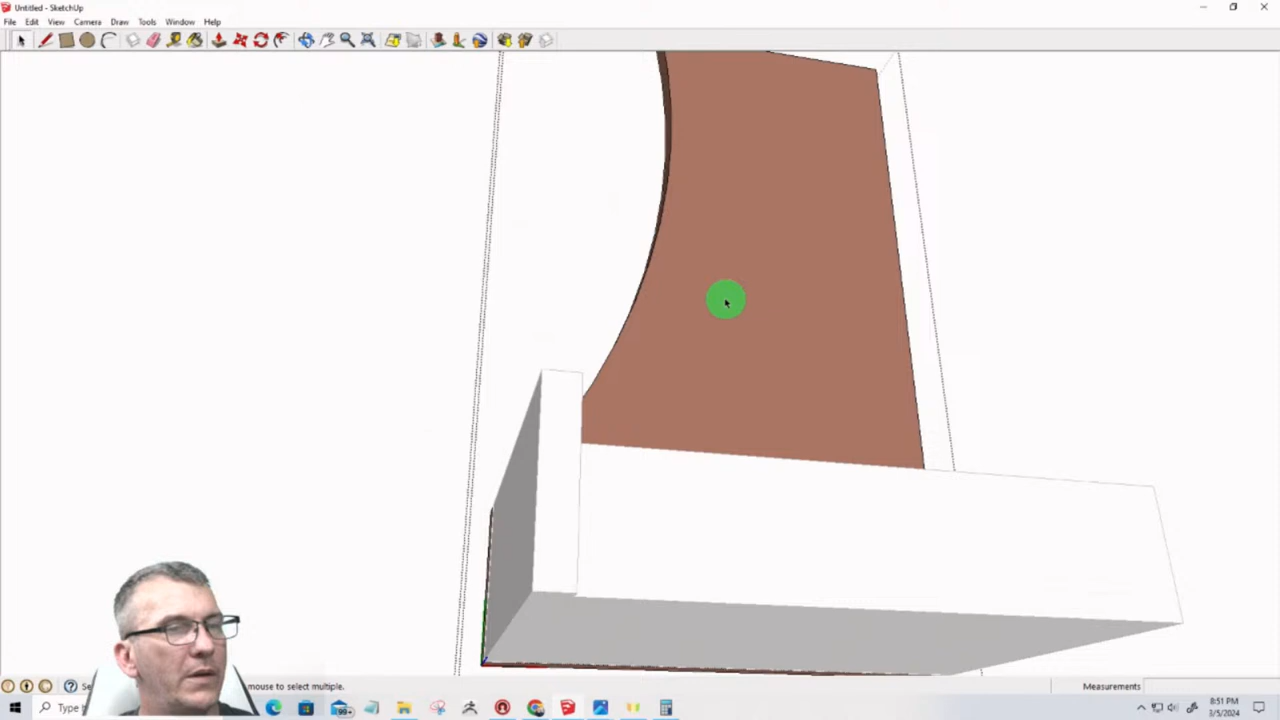 Untitled - SketchUp
File Edit View Camera Draw Tools Window Help
mouse to select multiple.
Measurements
Type
99
8:51 PM
3/5/2024